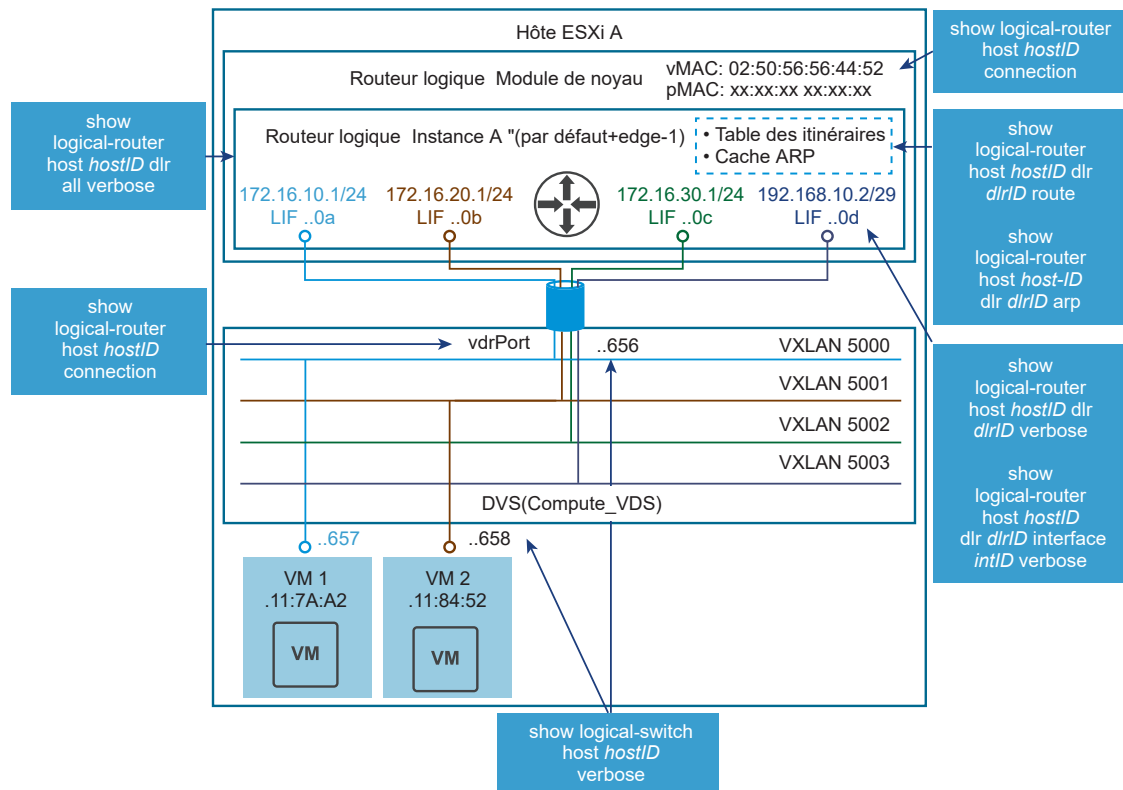 Hôte ESXi A
Routeur logique Module de noyau
vMAC: 02:50:56:56:44:52
pMAC: xx:xx:xx xx:xx:xx
show logical-router
host hostID
connection
show
logical-router
host hostID dlr
all verbose
Routeur logique Instance A "(par défaut+edge-1)
• Table des itinéraires
• Cache ARP
show
logical-router
host hostID dlr
dlrID route
show
logical-router
host host-ID
dlr dlrID arp
172.16.10.1/24
LIF ..0a
172.16.20.1/24
LIF ..0b
172.16.30.1/24
LIF ..0c
192.168.10.2/29
LIF ..0d
show
logical-router
host hostID
connection
vdrPort
..656
VXLAN 5000
VXLAN 5001
VXLAN 5002
VXLAN 5003
DVS(Compute_VDS)
show
logical-router
host hostID dlr
dlrID verbose
show
logical-router
host hostID
dlr dlrID interface
intID verbose
..657
..658
VM 1
.11:7A:A2
VM
VM 2
.11:84:52
VM
show logical-switch
host hostID
verbose